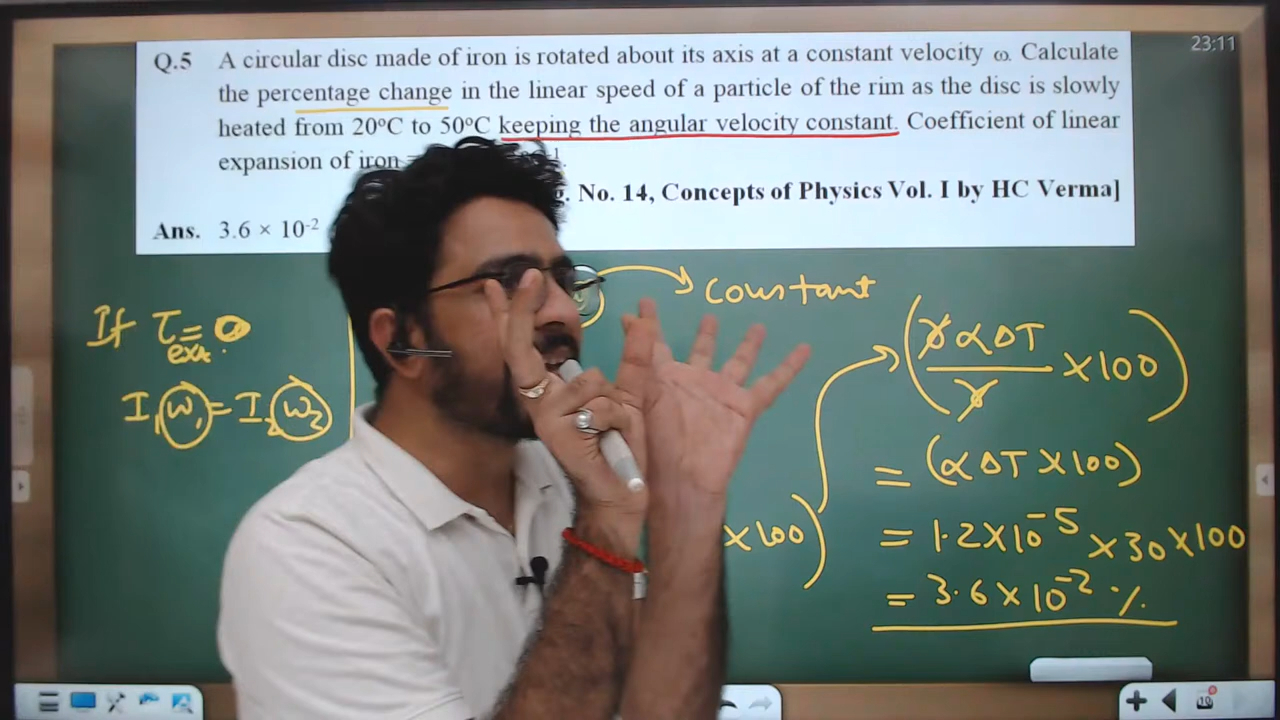 23:11
Q.5 A circular disc made of iron is rotated about its axis at a constant velocity ω. Calculate
the percentage change in the linear speed of a particle of the rim as the disc is slowly
heated from 20°C to 50°C keeping the angular velocity constant. Coefficient of linear
expansion of iron
No. 14, Concepts of Physics Vol. I by HC Verma]
Ans. 3.6 × 10⁻²
constant
If τ = 0
ext
I₁ω₁ = I₂ω₂
(γαΔT/γ × 100)
= (αΔT × 100)
×100)
= 1.2×10⁻⁵ × 30 × 100
= 3.6 × 10⁻² %